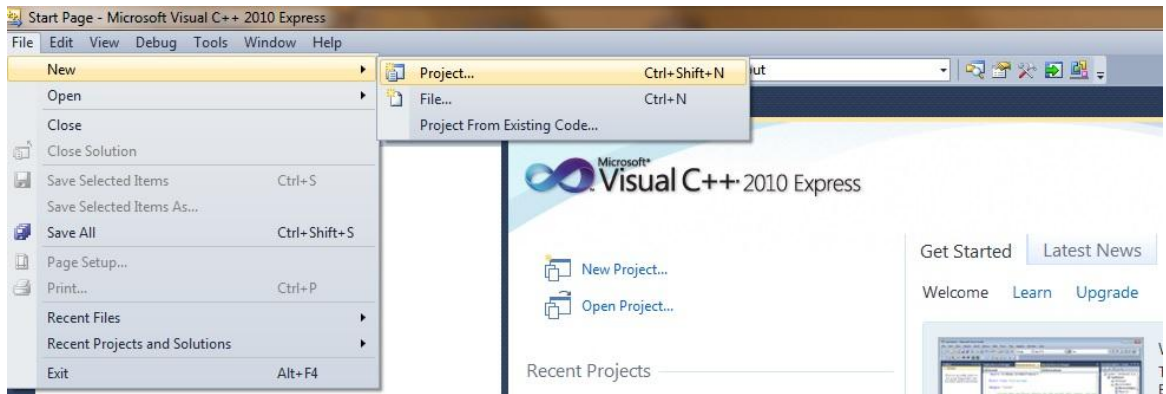 Start Page - Microsoft Visual C++ 2010 Express
File Edit View Debug Tools Window Help
New
Project... Ctrl+Shift+N
Open
File... Ctrl+N
Close
Project From Existing Code...
Close Solution
Save Selected Items Ctrl+S
Save Selected Items As...
Save All Ctrl+Shift+S
Page Setup...
Print... Ctrl+P
Recent Files
Recent Projects and Solutions
Exit Alt+F4
Microsoft
Visual C++ 2010 Express
New Project...
Open Project...
Recent Projects
Get Started Latest News
Welcome Learn Upgrade